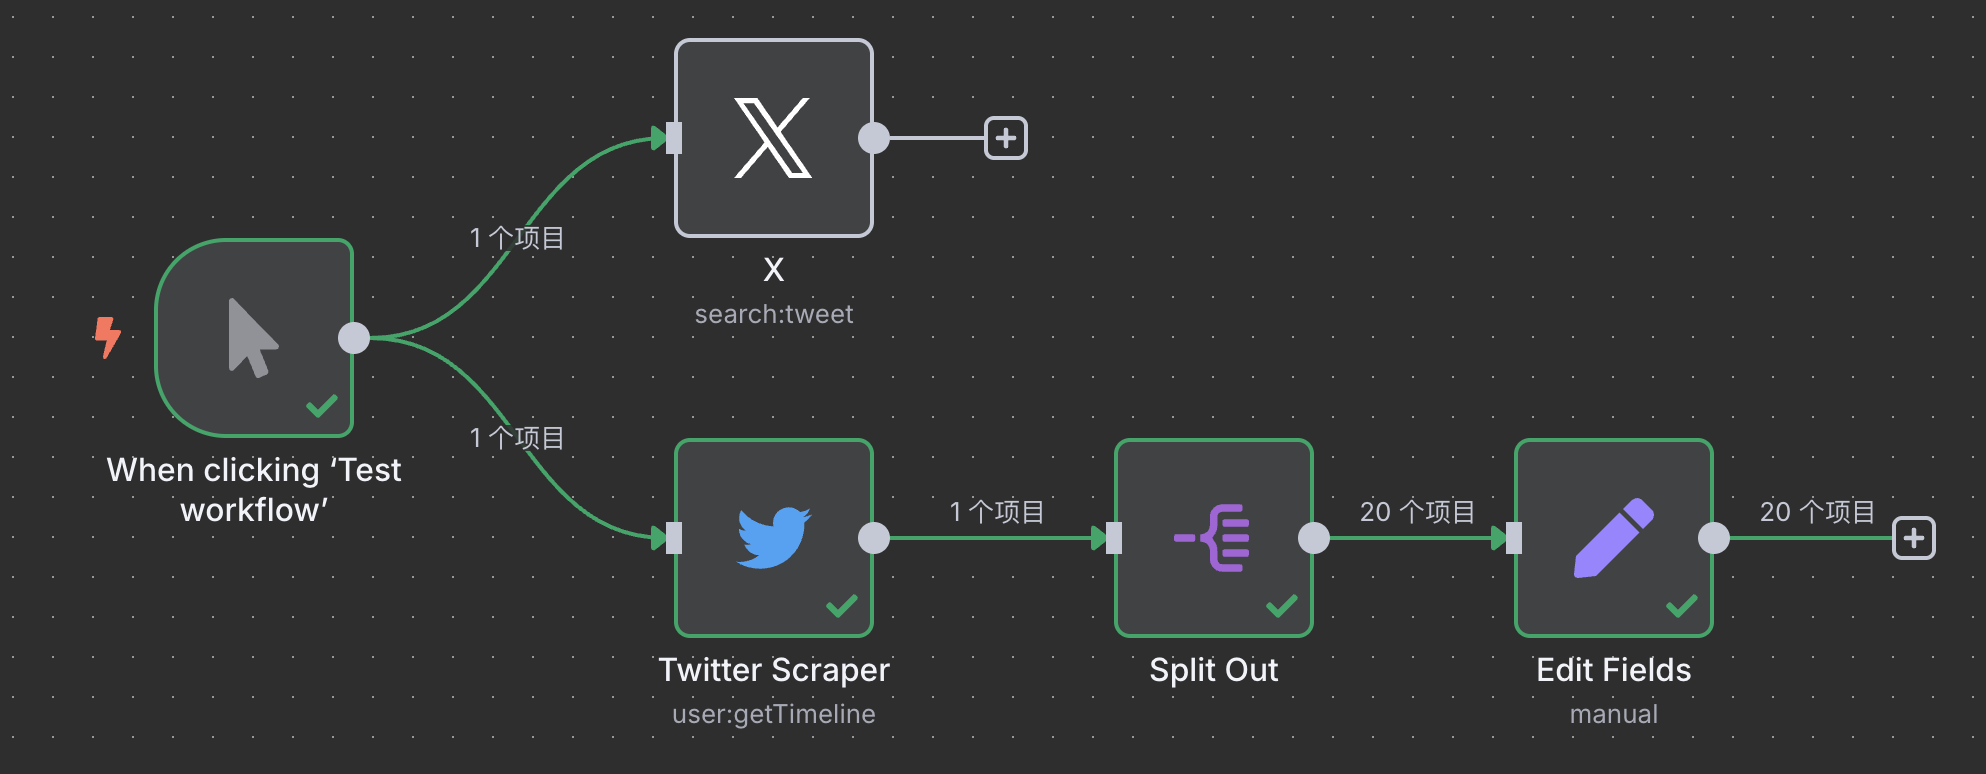 X
search:tweet
1 个项目
When clicking ‘Test
workflow’
1 个项目
Twitter Scraper
user:getTimeline
1 个项目
Split Out
20 个项目
Edit Fields
manual
20 个项目